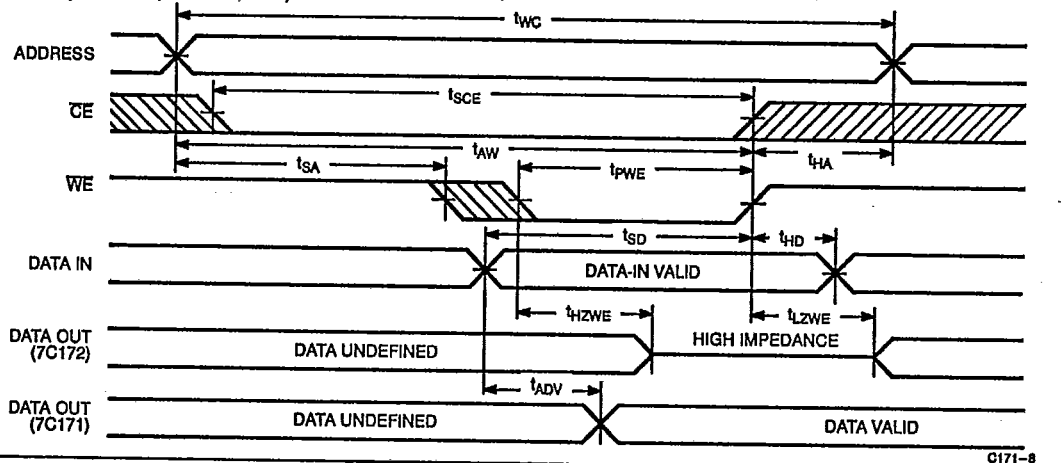 tWC
ADDRESS
tSCE
CE
tAW
tSA
tPWE
tHA
WE
tSD
tHD
DATA IN
DATA-IN VALID
tHZWE
tLZWE
DATA OUT
(7C172)
DATA UNDEFINED
HIGH IMPEDANCE
tADV
DATA OUT
(7C171)
DATA UNDEFINED
DATA VALID
C171-8